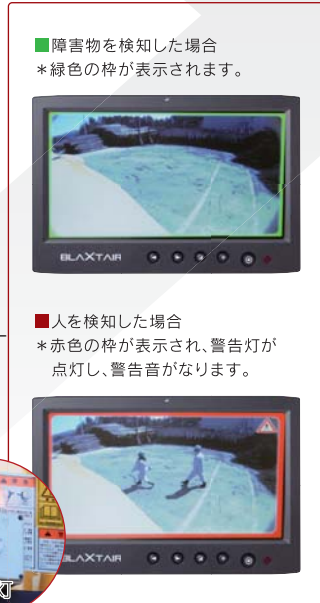 ■障害物を検知した場合
＊緑色の枠が表示されます。
BLAXTAIR
■人を検知した場合
＊赤色の枠が表示され、警告灯が
点灯し、警告音がなります。
BLAXTAIR